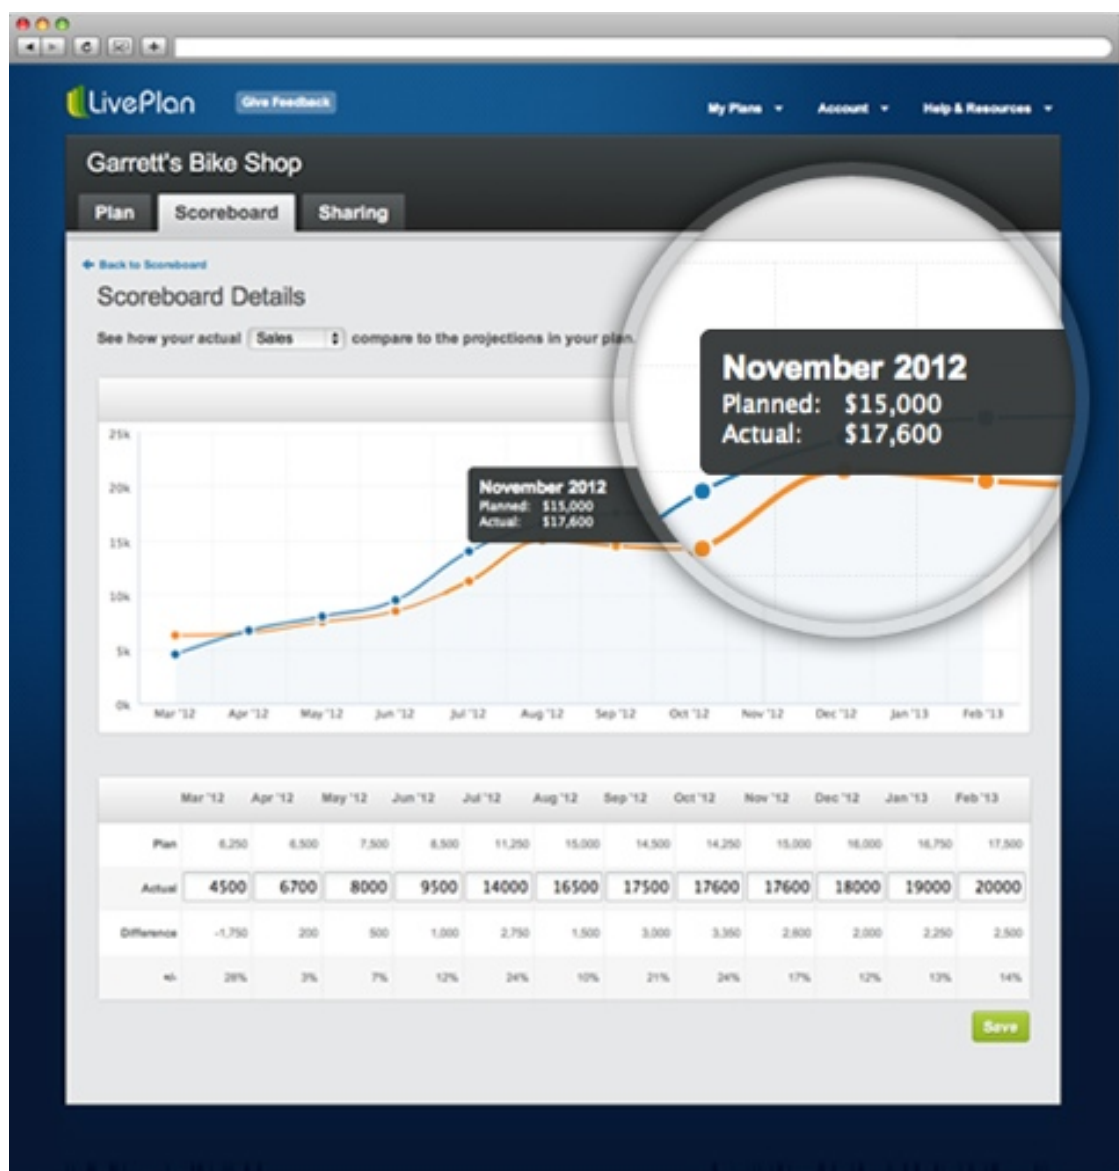 LivePlan Give Feedback My Plans Account Help & Resources
Garrett's Bike Shop
Plan Scoreboard Sharing
Back to Scoreboard
Scoreboard Details
See how your actual Sales compare to the projections in your plan.
November 2012
Planned: $15,000
Actual: $17,600
25k
20k
15k
10k
5k
0k
November 2012
Planned: $15,000
Actual: $17,600
Mar '12 Apr '12 May '12 Jun '12 Jul '12 Aug '12 Sep '12 Oct '12 Nov '12 Dec '12 Jan '13 Feb '13
Mar '12 Apr '12 May '12 Jun '12 Jul '12 Aug '12 Sep '12 Oct '12 Nov '12 Dec '12 Jan '13 Feb '13
Plan 6,250 6,500 7,500 8,500 11,250 15,000 14,500 14,250 15,000 16,000 16,750 17,500
Actual 4500 6700 8000 9500 14000 16500 17500 17600 17600 18000 19000 20000
Difference -1,750 200 500 1,000 2,750 1,500 3,000 3,350 2,600 2,000 2,250 2,500
+/- 28% 3% 7% 12% 24% 10% 21% 24% 17% 12% 13% 14%
Save